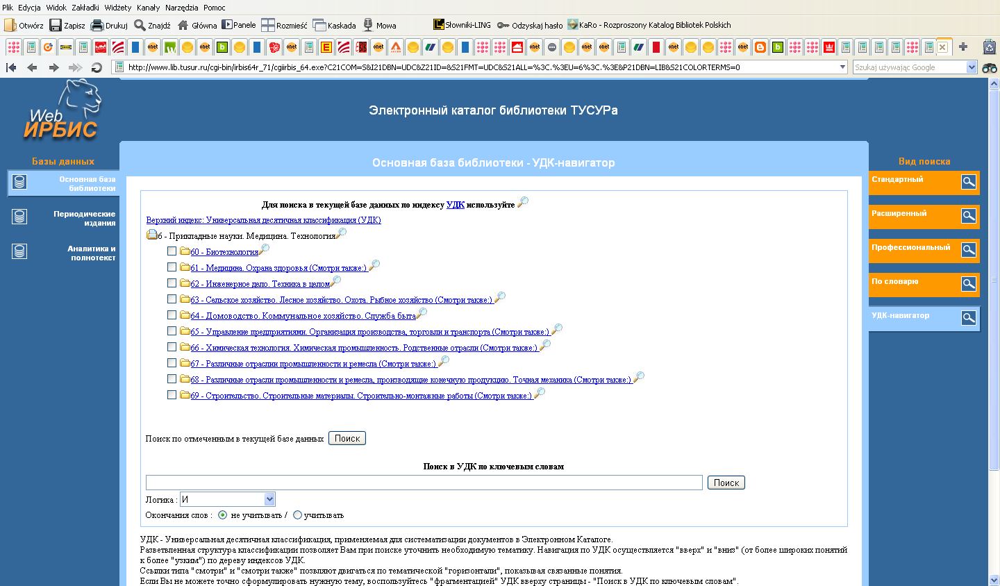 Plik Edycja Widok Zakładki Widżety Kanały Narzędzia Pomoc
Otwórz Zapisz Drukuj Znajdź Główna Panele Rozmieść Kaskada Mowa Słowniki-LING Odzyskaj hasło KaRo - Rozproszony Katalog Bibliotek Polskich
http://www.lib.tusur.ru/cgi-bin/irbis64r_71/cgiirbis_64.exe?C21COM=S&I21DBN=UDC&Z21ID=&S21FMT=UDC&S21ALL=%3C.%3EU=6%3C.%3E&P21DBN=LIB&S21COLORTERMS=0
Szukaj używając Google
Web
ИРБИС
Электронный каталог библиотеки ТУСУРа
Базы данных
Основная база
библиотеки
Периодические
издания
Аналитика и
полнотекст
Основная база библиотеки - УДК-навигатор
Для поиска в текущей базе данных по индексу УДК используйте
Верхний индекс: Универсальная десятичная классификация (УДК)
6 - Прикладные науки. Медицина. Технология
60 - Биотехнология
61 - Медицина. Охрана здоровья (Смотри также:)
62 - Инженерное дело. Техника в целом
63 - Сельское хозяйство. Лесное хозяйство. Охота. Рыбное хозяйство (Смотри также:)
64 - Домоводство. Коммунальное хозяйство. Служба быта
65 - Управление предприятиями. Организация производства, торговли и транспорта (Смотри также:)
66 - Химическая технология. Химическая промышленность. Родственные отрасли (Смотри также:)
67 - Различные отраслии промышленности и ремесла (Смотри также:)
68 - Различные отрасли промышленности и ремесла, производящие конечную продукцию. Точная механика (Смотри также:)
69 - Строительство. Строительные материалы. Строительно-монтажные работы (Смотри также:)
Поиск по отмеченным в текущей базе данных Поиск
Поиск в УДК по ключевым словам
Поиск
Логика : И
Окончания слов : не учитывать / учитывать
УДК - Универсальная десятичная классификация, применяемая для систематизации документов в Электронном Каталоге.
Разветвленная структура классификации позволяет Вам при поиске уточнить необходимую тематику. Навигация по УДК осуществляется "вверх" и "вниз" (от более широких понятий
к более "узким") по дереву индексов УДК.
Ссылки типа "смотри" и "смотри также" позвляют двигаться по тематической "горизонтали", показывая связанные понятия.
Если Вы не можете точно сформулировать нужную тему, воспользуйтесь "фрагментацией" УДК вверху страницы - "Поиск в УДК по ключевым словам".
Вид поиска
Стандартный
Расширенный
Профессиональный
По словарю
УДК-навигатор